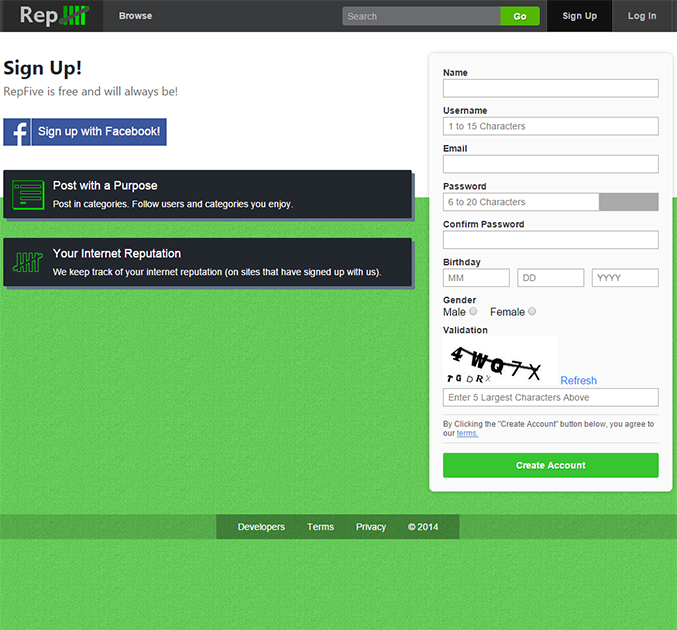 Rep
Browse
Search
Go
Sign Up
Log In
Sign Up!
RepFive is free and will always be!
f Sign up with Facebook!
Post with a Purpose
Post in categories. Follow users and categories you enjoy.
Your Internet Reputation
We keep track of your internet reputation (on sites that have signed up with us).
Name
Username
1 to 15 Characters
Email
Password
6 to 20 Characters
Confirm Password
Birthday
MM DD YYYY
Gender
Male Female
Validation
4WQ7X
TGDRX
Refresh
Enter 5 Largest Characters Above
By Clicking the "Create Account" button below, you agree to
our terms.
Create Account
Developers Terms Privacy © 2014